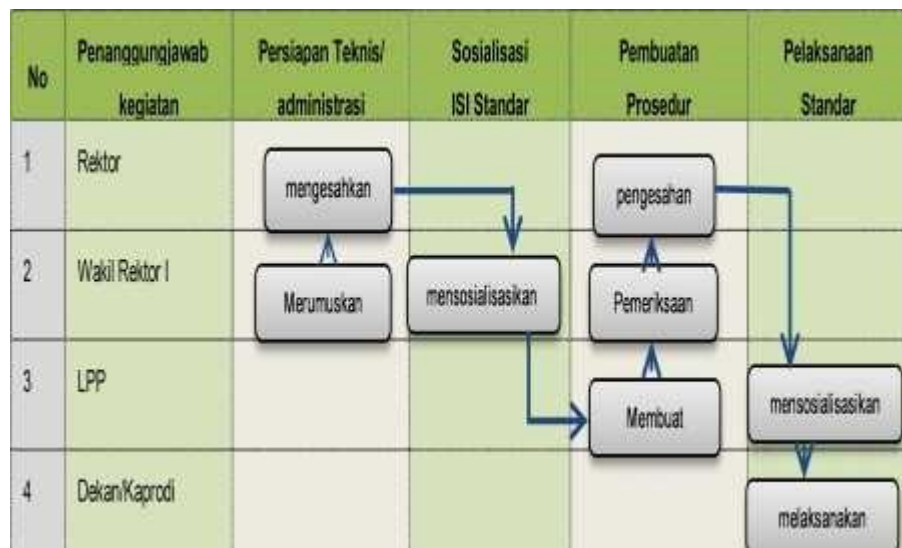 No
Penanggungjawab
kegiatan
Persiapan Teknis/
administrasi
Sosialisasi
ISI Standar
Pembuatan
Prosedur
Pelaksanaan
Standar
1
Rektor
mengesahkan
pengesahan
2
Wakil Rektor I
Merumuskan
mensosialisasikan
Pemeriksaan
3
LPP
Membuat
mensosialisasikan
4
Dekan/Kaprodi
melaksanakan